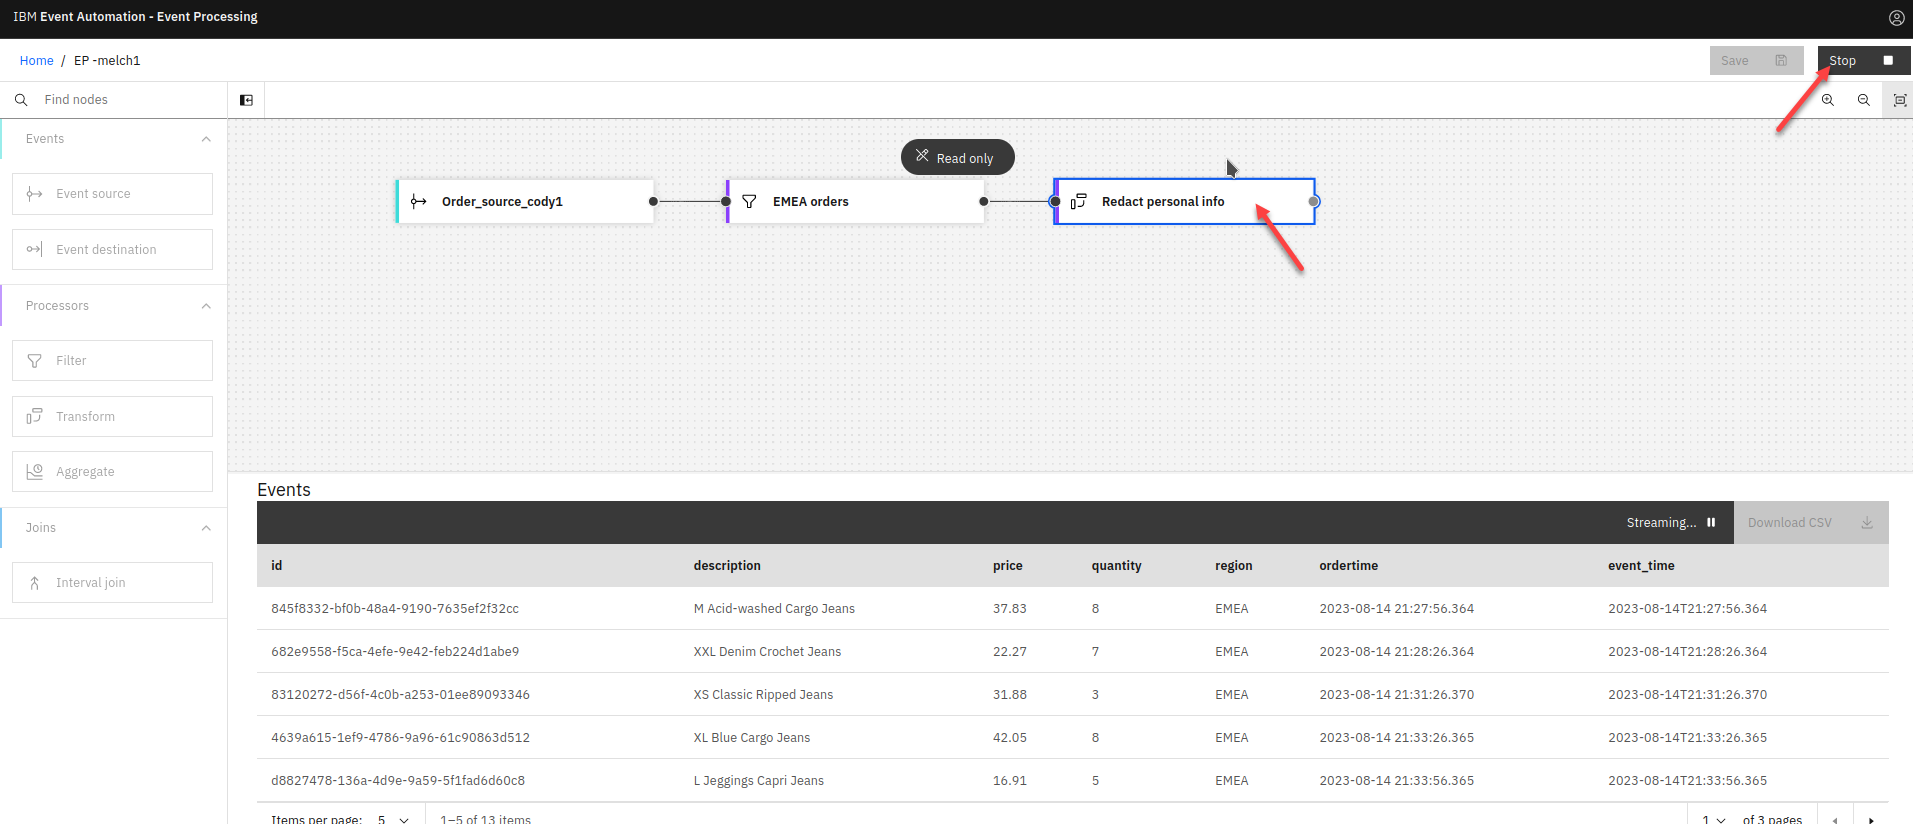 IBM Event Automation - Event Processing
Home / EP -melch1
Save
Stop
Find nodes
Events
Event source
Event destination
Processors
Filter
Transform
Aggregate
Joins
Interval join
Read only
Order_source_cody1
EMEA orders
Redact personal info
Events
Streaming...
Download CSV
id description price quantity region ordertime event_time
845f8332-bf0b-48a4-9190-7635ef2f32cc M Acid-washed Cargo Jeans 37.83 8 EMEA 2023-08-14 21:27:56.364 2023-08-14T21:27:56.364
682e9558-f5ca-4efe-9e42-feb224d1abe9 XXL Denim Crochet Jeans 22.27 7 EMEA 2023-08-14 21:28:26.364 2023-08-14T21:28:26.364
83120272-d56f-4c0b-a253-01ee89093346 XS Classic Ripped Jeans 31.88 3 EMEA 2023-08-14 21:31:26.370 2023-08-14T21:31:26.370
4639a615-1ef9-4786-9a96-61c90863d512 XL Blue Cargo Jeans 42.05 8 EMEA 2023-08-14 21:33:26.365 2023-08-14T21:33:26.365
d8827478-136a-4d9e-9a59-5f1fad6d60c8 L Jeggings Capri Jeans 16.91 5 EMEA 2023-08-14 21:33:56.365 2023-08-14T21:33:56.365
Items per page: 5 1–5 of 13 items 1 of 3 pages